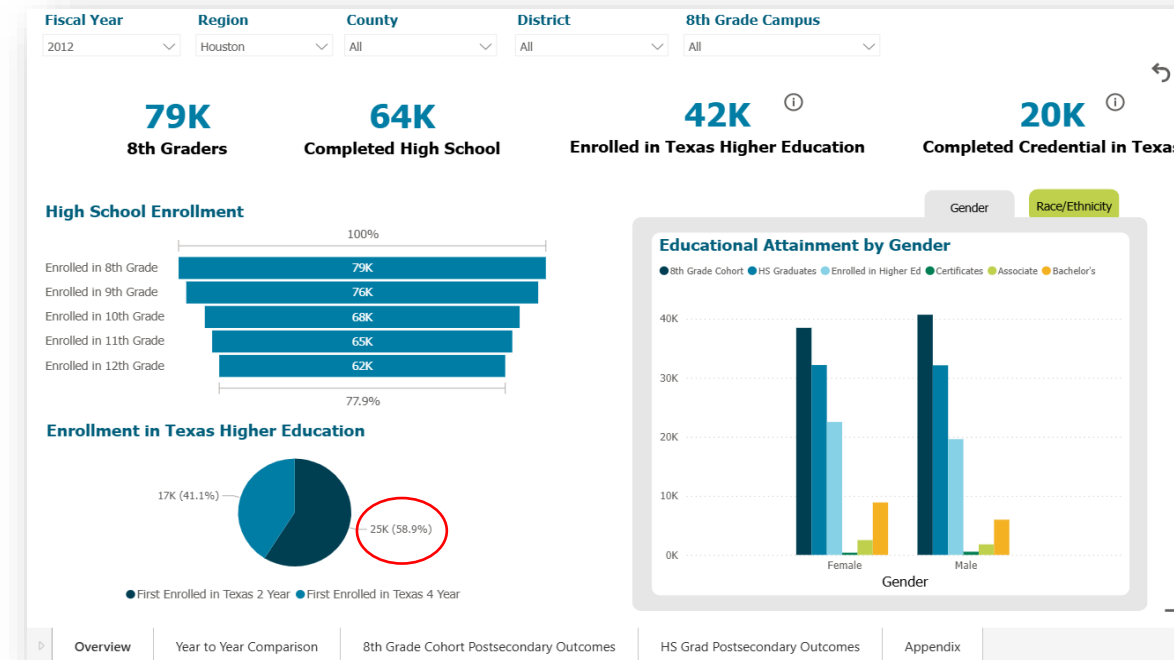 Fiscal Year
Region
County
District
8th Grade Campus
2012
Houston
All
All
All
79K
8th Graders
64K
Completed High School
42K
Enrolled in Texas Higher Education
20K
Completed Credential in Texas
High School Enrollment
100%
Enrolled in 8th Grade 79K
Enrolled in 9th Grade 76K
Enrolled in 10th Grade 68K
Enrolled in 11th Grade 65K
Enrolled in 12th Grade 62K
77.9%
Enrollment in Texas Higher Education
17K (41.1%)
25K (58.9%)
First Enrolled in Texas 2 Year First Enrolled in Texas 4 Year
Gender
Race/Ethnicity
Educational Attainment by Gender
8th Grade Cohort HS Graduates Enrolled in Higher Ed Certificates Associate Bachelor's
40K
30K
20K
10K
0K
Female
Male
Gender
Overview
Year to Year Comparison
8th Grade Cohort Postsecondary Outcomes
HS Grad Postsecondary Outcomes
Appendix